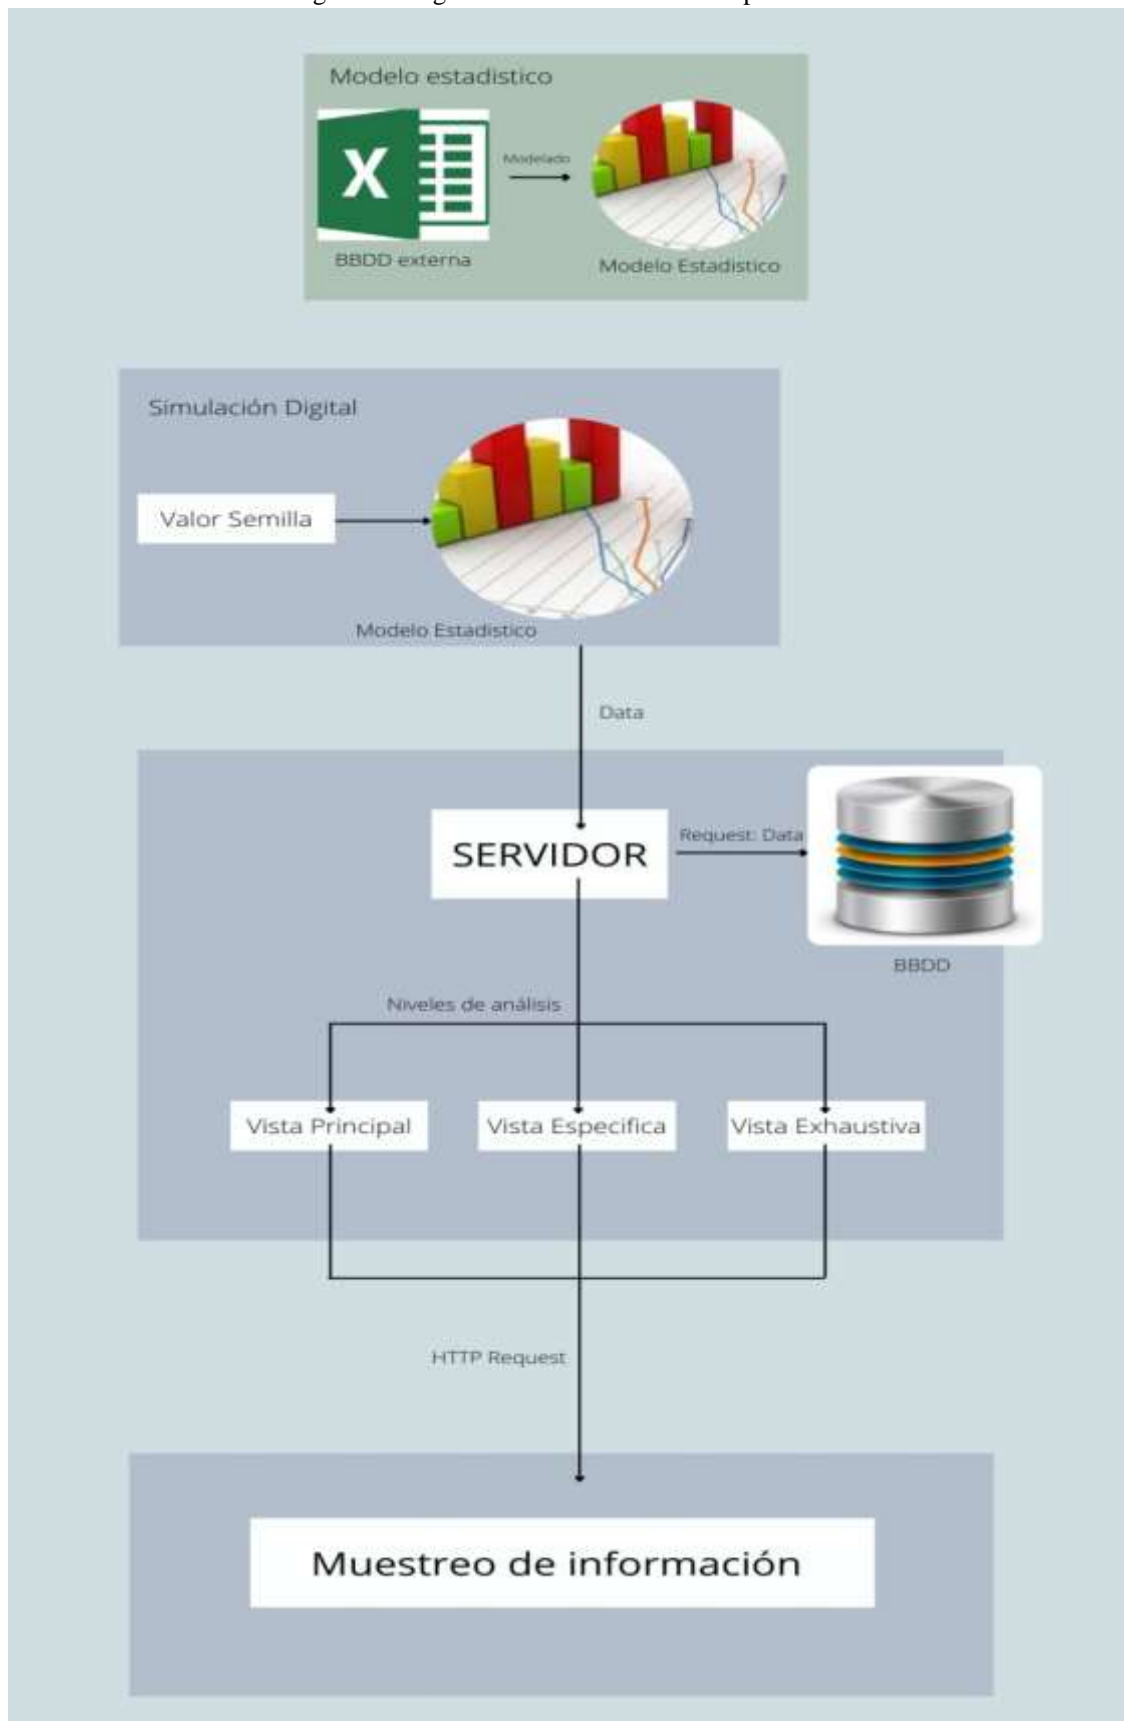 Modelo estadistico
X
Modelado
BBDD externa
Modelo Estadistico
Simulación Digital
Valor Semilla
Modelo Estadistico
Data
SERVIDOR
Request: Data
BBDD
Niveles de análisis
Vista Principal
Vista Especifica
Vista Exhaustiva
HTTP Request
Muestreo de información